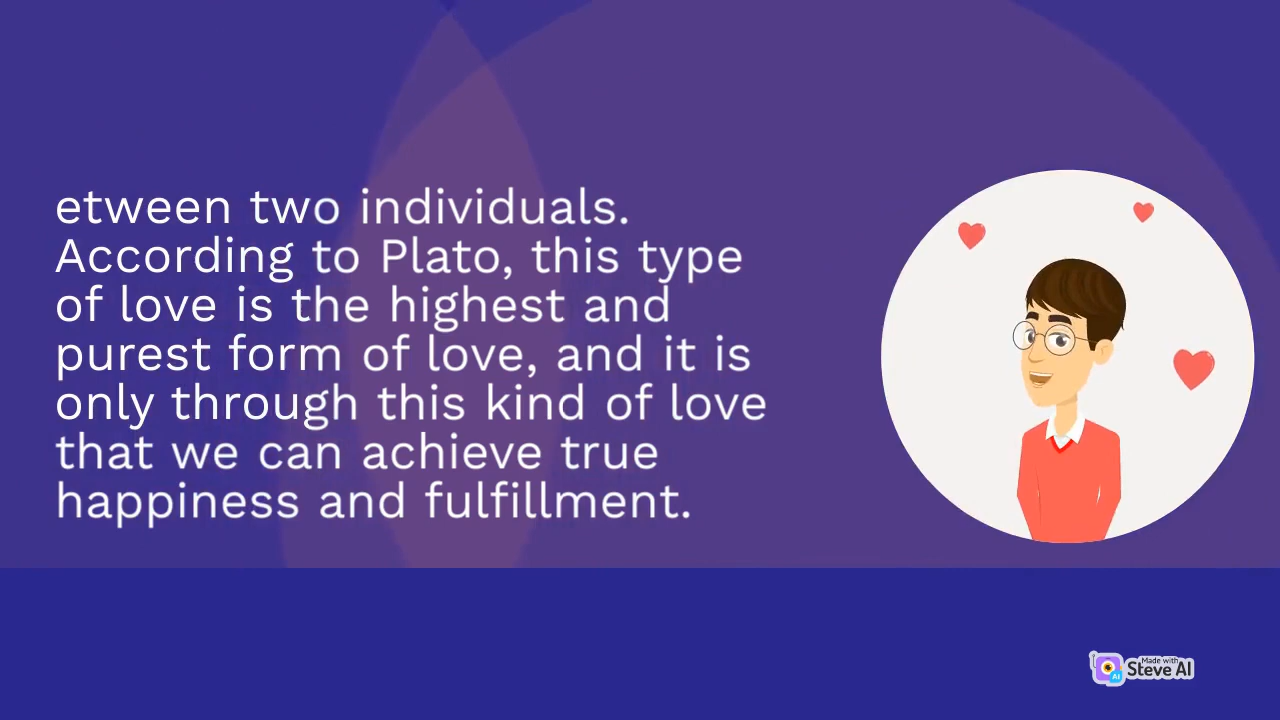 etween two individuals.
According to Plato, this type
of love is the highest and
purest form of love, and it is
only through this kind of love
that we can achieve true
happiness and fulfillment.
Made with
Steve AI
AI